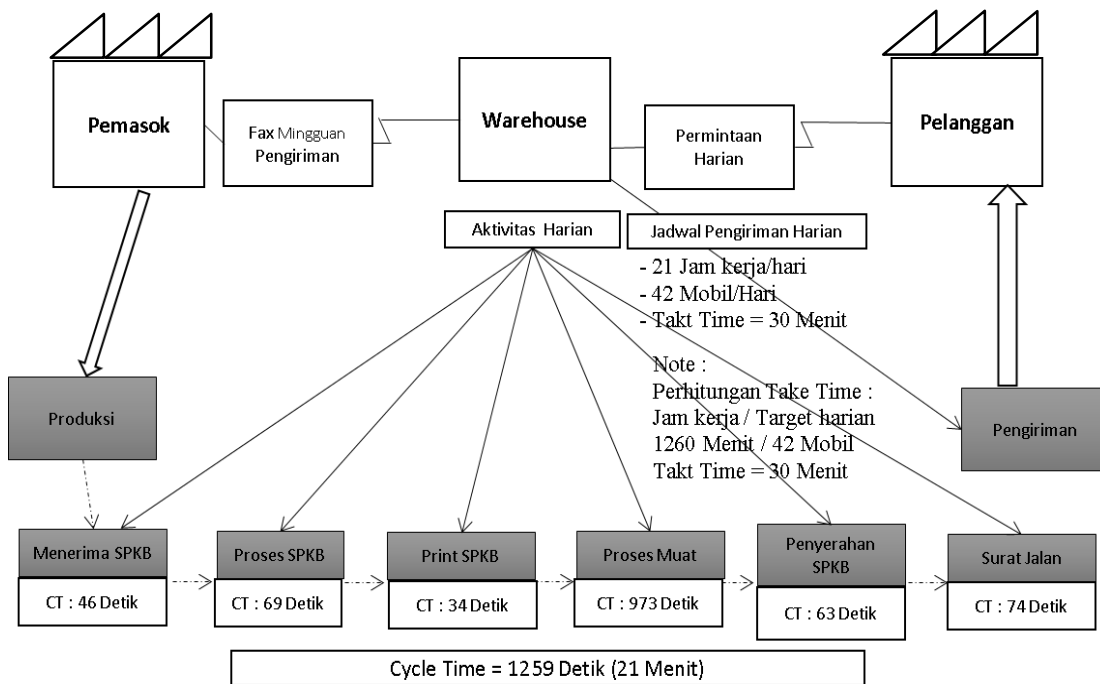 Pemasok
Fax Mingguan
Pengiriman
Warehouse
Permintaan
Harian
Pelanggan
Aktivitas Harian
Jadwal Pengiriman Harian
- 21 Jam kerja/hari
- 42 Mobil/Hari
- Takt Time = 30 Menit
Note :
Perhitungan Take Time :
Jam kerja / Target harian
1260 Menit / 42 Mobil
Takt Time = 30 Menit
Produksi
Pengiriman
Menerima SPKB
CT : 46 Detik
Proses SPKB
CT : 69 Detik
Print SPKB
CT : 34 Detik
Proses Muat
CT : 973 Detik
Penyerahan
SPKB
CT : 63 Detik
Surat Jalan
CT : 74 Detik
Cycle Time = 1259 Detik (21 Menit)